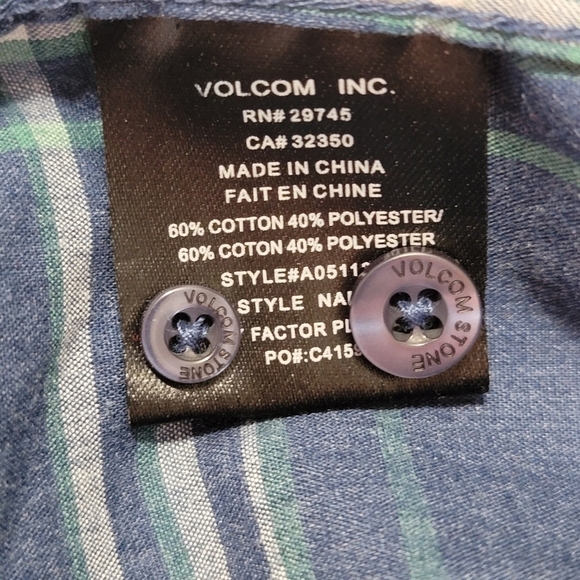 VOLCOM INC.
RN# 29745
CA# 32350
MADE IN CHINA
FAIT EN CHINE
60% COTTON 40% POLYESTER/
60% COTON 40% POLYESTER
STYLE#A0511
STYLE
FACTOR
PO#:C4159
VOLCOM STONE
VOLCOM STONE